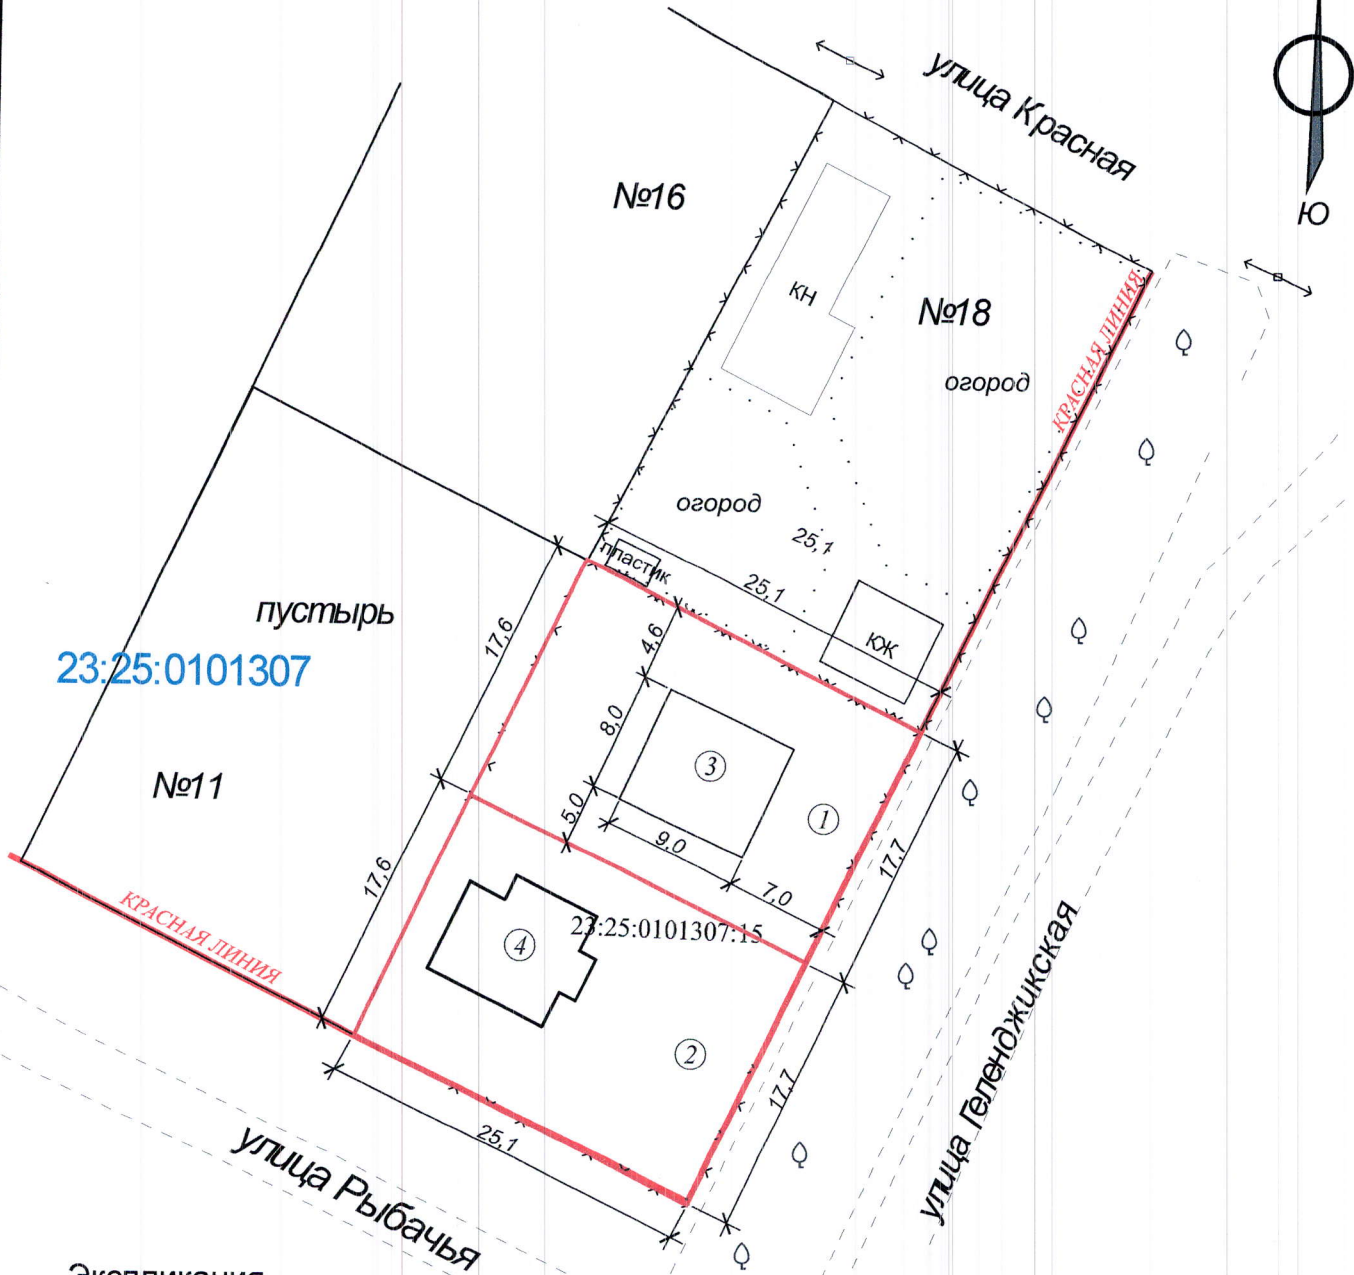 улица Красная
Ю
№16
кн
№18
огород
КРАСНАЯ ЛИНИЯ
огород
25,1
пластик
25,1
кж
пустырь
23:25:0101307
17,6
4,6
8,0
3
№11
5,0
9,0
1
7,0
17,7
17,6
КРАСНАЯ ЛИНИЯ
4
23:25:0101307:15
2
17,7
25,1
улица Геленджикская
улица Рыбачья
Экспликация